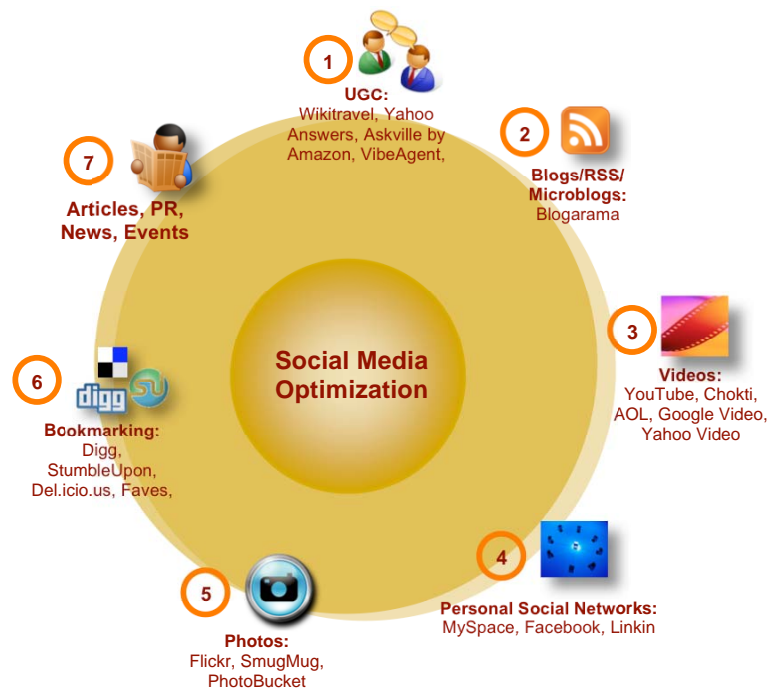 1
UGC:
Wikitravel, Yahoo
Answers, Askville by
Amazon, VibeAgent,
2
Blogs/RSS/
Microblogs:
Blogarama
3
Videos:
YouTube, Chokti,
AOL, Google Video,
Yahoo Video
4
Personal Social Networks:
MySpace, Facebook, Linkin
5
Photos:
Flickr, SmugMug,
PhotoBucket
6
digg
Bookmarking:
Digg,
StumbleUpon,
Del.icio.us, Faves,
7
Articles, PR,
News, Events
Social Media
Optimization